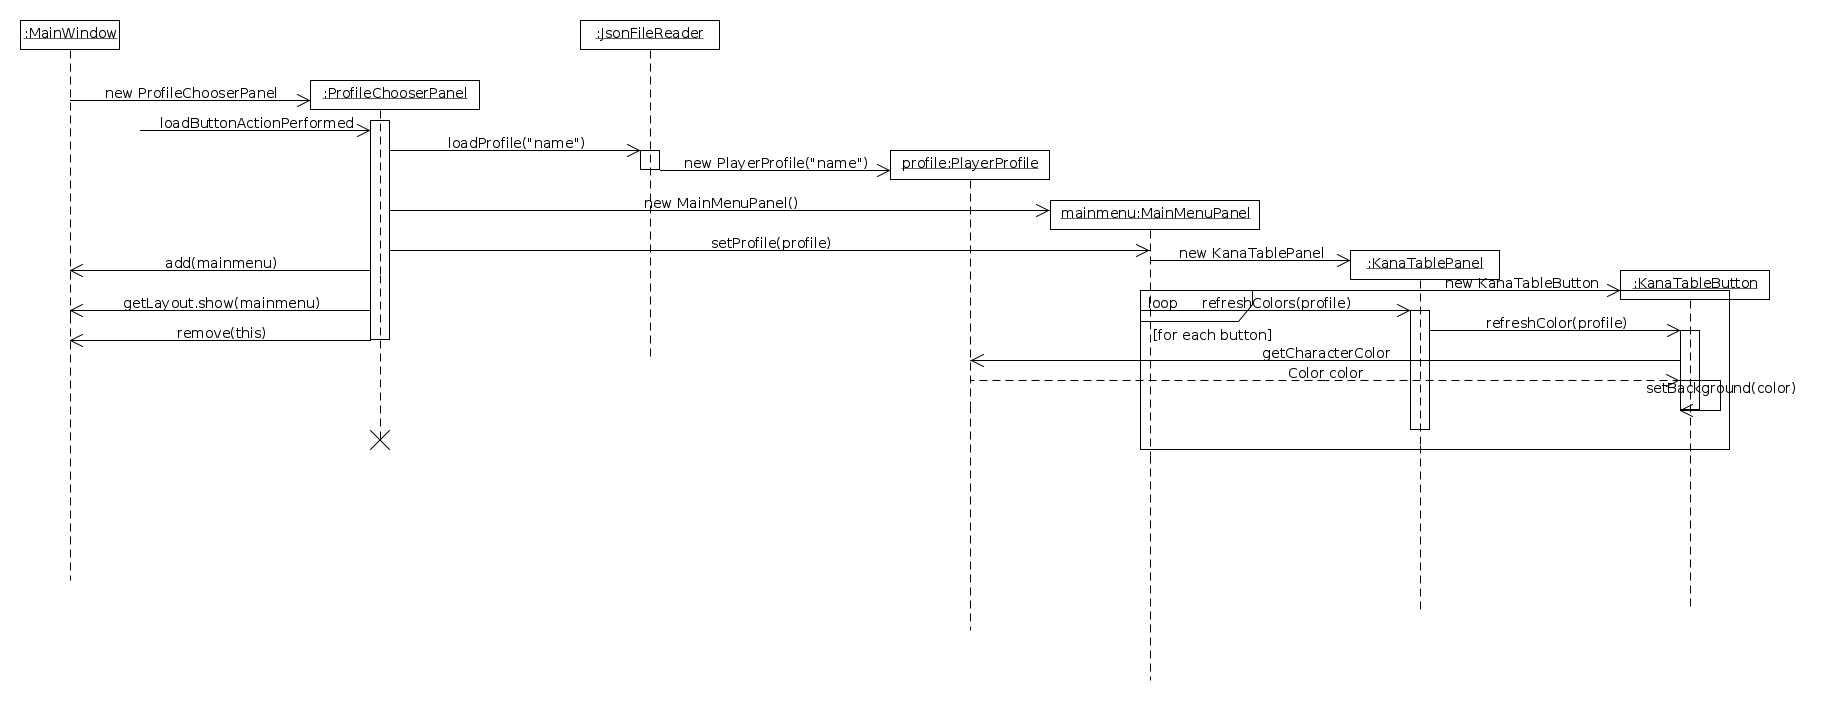 :MainWindow
:JsonFileReader
new ProfileChooserPanel
:ProfileChooserPanel
loadButtonActionPerformed
loadProfile("name")
new PlayerProfile("name")
profile:PlayerProfile
new MainMenuPanel()
mainmenu:MainMenuPanel
setProfile(profile)
new KanaTablePanel
:KanaTablePanel
add(mainmenu)
new KanaTableButton
:KanaTableButton
getLayout.show(mainmenu)
loop
refreshColors(profile)
remove(this)
[for each button]
refreshColor(profile)
getCharacterColor
Color color
setBackground(color)